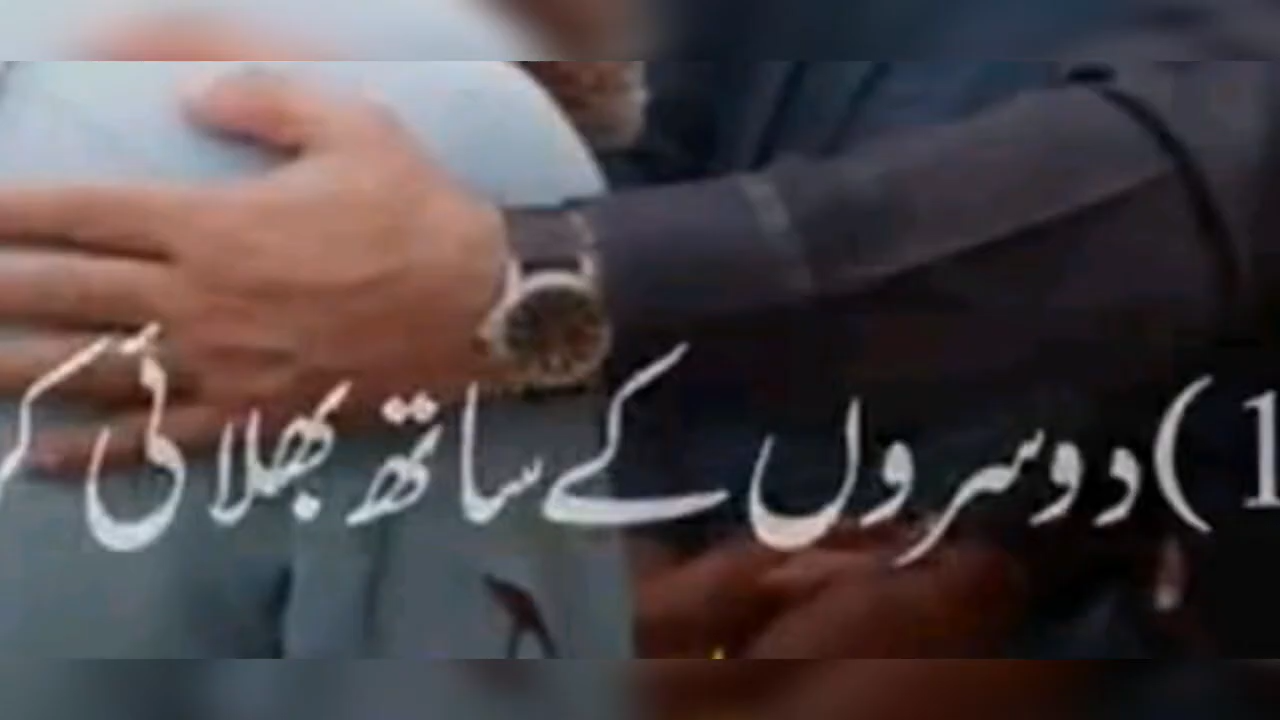 1) دوسروں کے ساتھ بھلائی کر